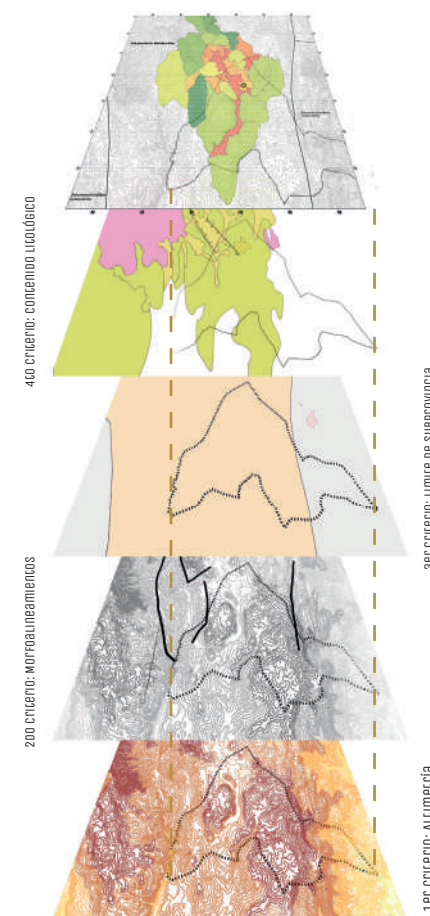 4to criterio: contenido litológico
3er criterio: límite de subprovincia
2do criterio: morfoalineamientos
1er criterio: altimetría